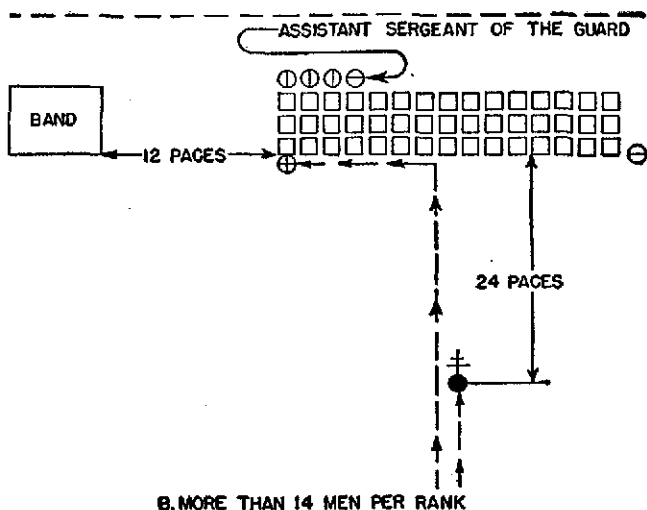 ASSISTANT SERGEANT OF THE GUARD
BAND
12 PACES
24 PACES
B. MORE THAN 14 MEN PER RANK